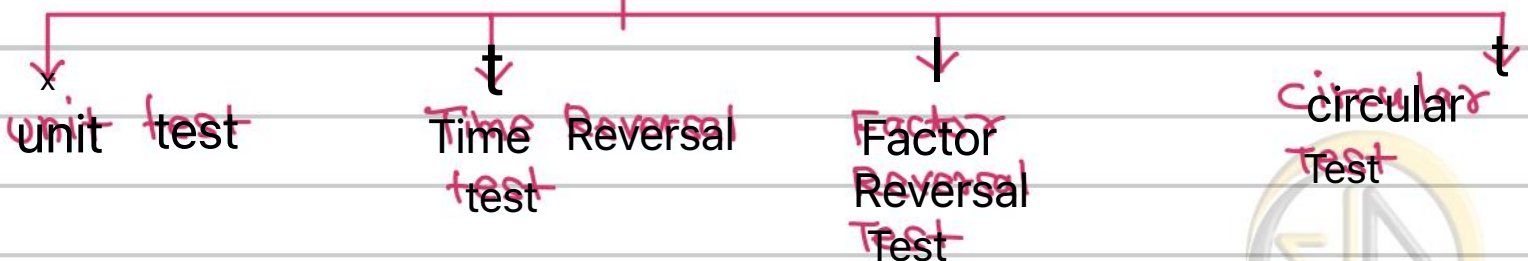 unit test
Time Reversal
test
Factor
Reversal
Test
circular
Test